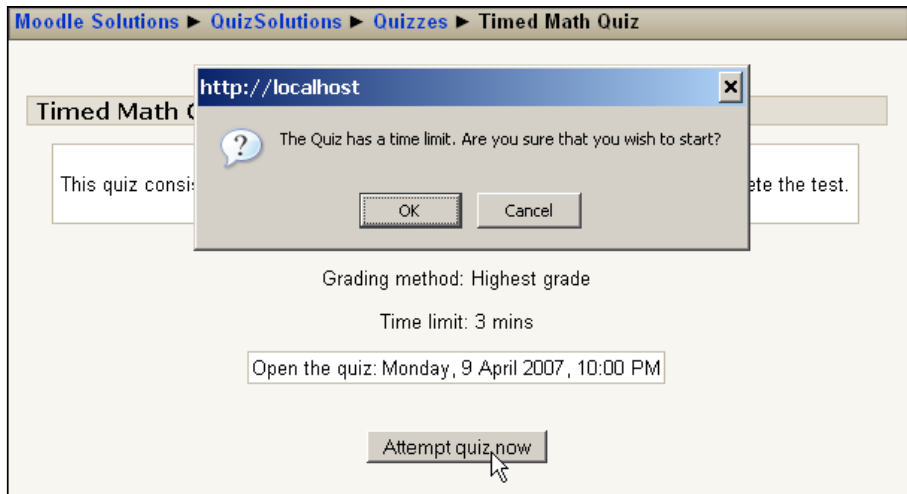 Moodle Solutions ► QuizSolutions ► Quizzes ► Timed Math Quiz
http://localhost
Timed Math
The Quiz has a time limit. Are you sure that you wish to start?
This quiz the test.
OK Cancel
Grading method: Highest grade
Time limit: 3 mins
Open the quiz: Monday, 9 April 2007, 10:00 PM
Attempt quiz now